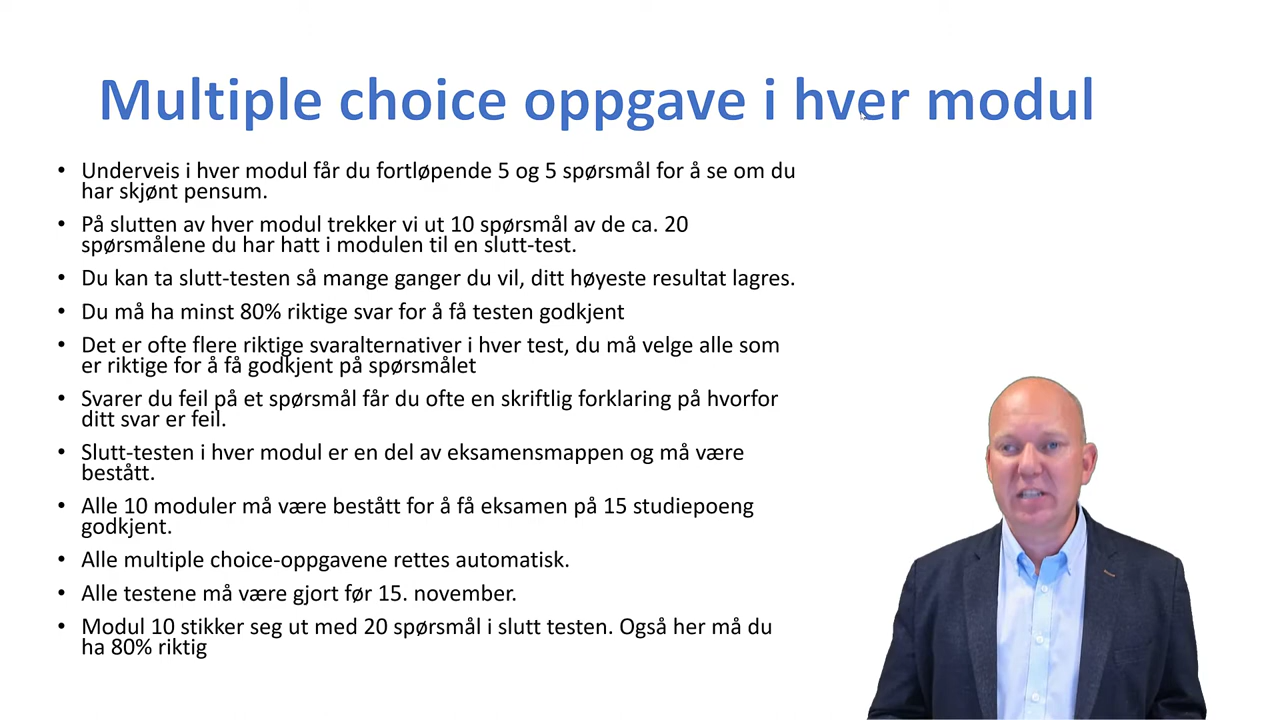 Multiple choice oppgave i hver modul
• Underveis i hver modul får du fortløpende 5 og 5 spørsmål for å se om du
har skjønt pensum.
• På slutten av hver modul trekker vi ut 10 spørsmål av de ca. 20
spørsmålene du har hatt i modulen til en slutt-test.
• Du kan ta slutt-testen så mange ganger du vil, ditt høyeste resultat lagres.
• Du må ha minst 80% riktige svar for å få testen godkjent
• Det er ofte flere riktige svaralternativer i hver test, du må velge alle som
er riktige for å få godkjent på spørsmålet
• Svarer du feil på et spørsmål får du ofte en skriftlig forklaring på hvorfor
ditt svar er feil.
• Slutt-testen i hver modul er en del av eksamensmappen og må være
bestått.
• Alle 10 moduler må være bestått for å få eksamen på 15 studiepoeng
godkjent.
• Alle multiple choice-oppgavene rettes automatisk.
• Alle testene må være gjort før 15. november.
• Modul 10 stikker seg ut med 20 spørsmål i slutt testen. Også her må du
ha 80% riktig